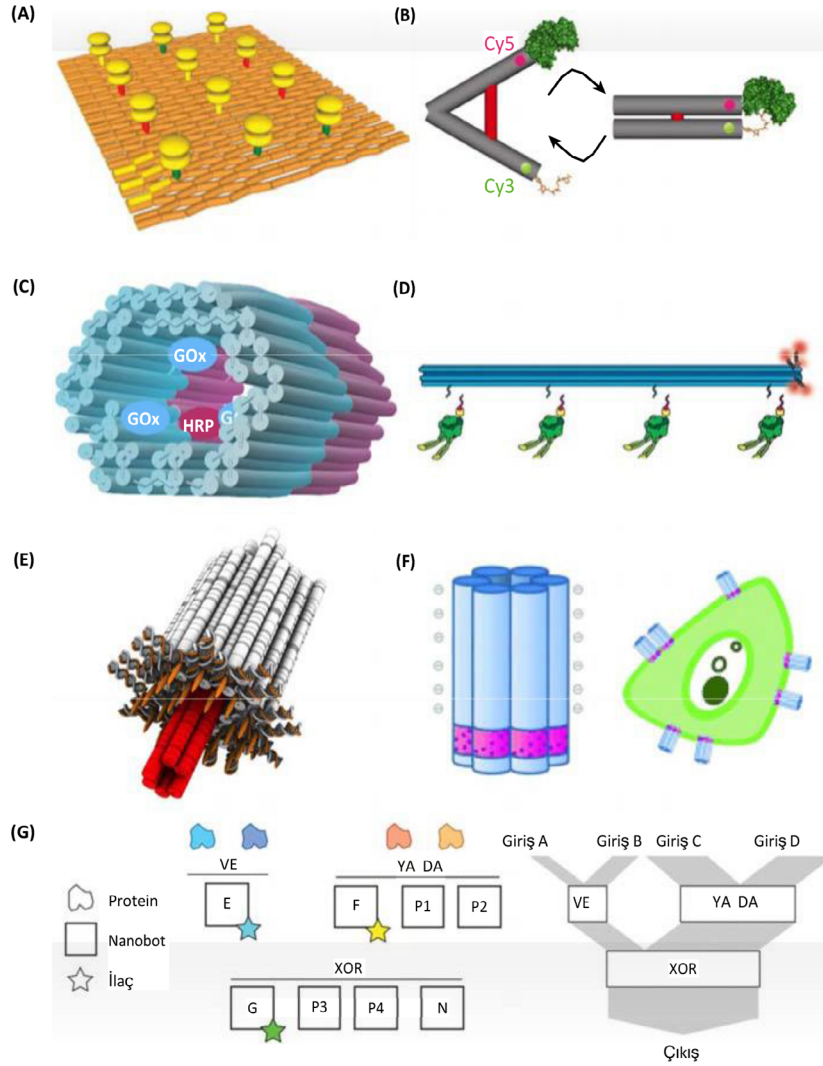 (A)
(B)
Cy5
Cy3
(C)
GOx
GOx
HRP
G
(D)
(E)
(F)
(G)
VE
E
YA DA
F
P1
P2
Protein
Nanobot
İlaç
XOR
G
P3
P4
N
Giriş A
Giriş B
Giriş C
Giriş D
VE
YA DA
XOR
Çıkış